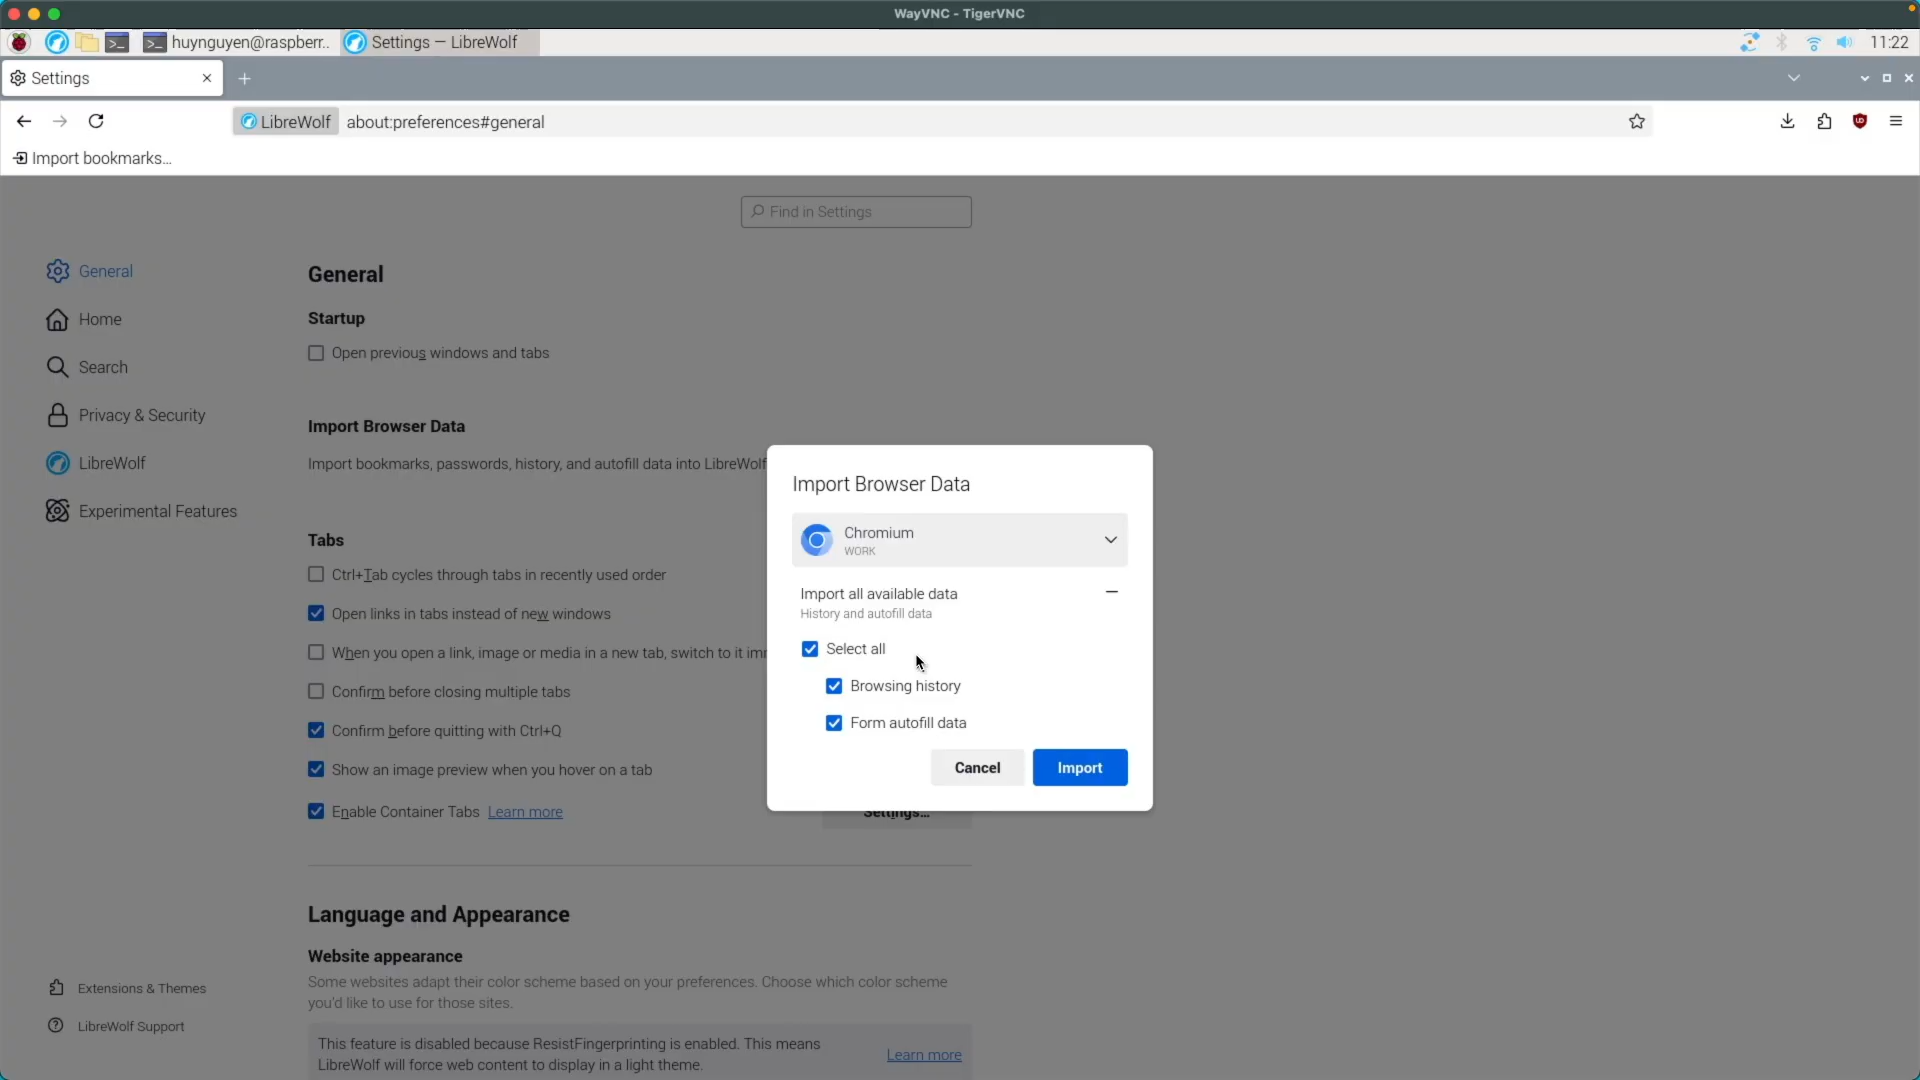 WayVNC - TigerVNC
huynguyen@raspberr..
Settings — LibreWolf
11:22
Settings
LibreWolf
about:preferences#general
Import bookmarks...
Find in Settings
General
Home
Search
Privacy & Security
LibreWolf
Experimental Features
Extensions & Themes
LibreWolf Support
General
Startup
Open previous windows and tabs
Import Browser Data
Import bookmarks, passwords, history, and autofill data into LibreWolf
Tabs
Ctrl+Tab cycles through tabs in recently used order
Open links in tabs instead of new windows
When you open a link, image or media in a new tab, switch to it im
Confirm before closing multiple tabs
Confirm before quitting with Ctrl+Q
Show an image preview when you hover on a tab
Enable Container Tabs Learn more
Settings...
Language and Appearance
Website appearance
Some websites adapt their color scheme based on your preferences. Choose which color scheme
you'd like to use for those sites.
This feature is disabled because ResistFingerprinting is enabled. This means
LibreWolf will force web content to display in a light theme.
Learn more
Import Browser Data
Chromium
WORK
Import all available data
History and autofill data
Select all
Browsing history
Form autofill data
Cancel
Import